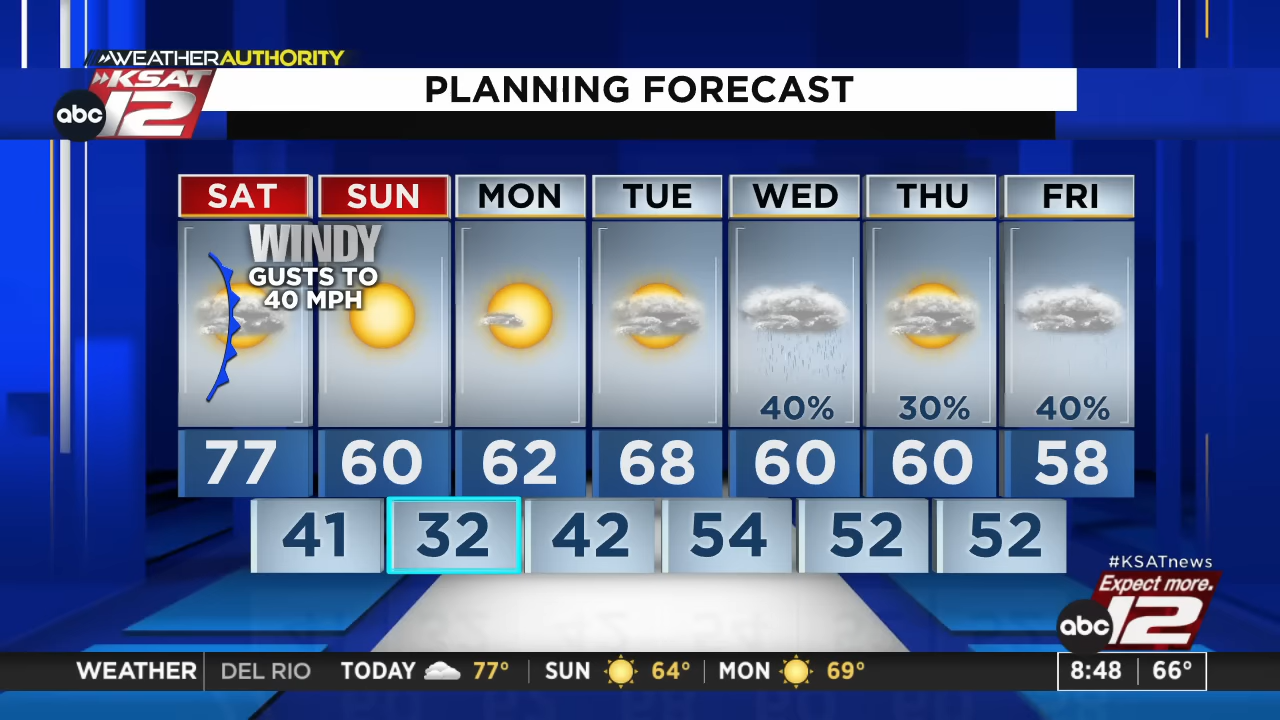 WEATHERAUTHORITY
KSAT
abc 12
PLANNING FORECAST
SAT SUN MON TUE WED THU FRI
WINDY
GUSTS TO
40 MPH
40% 30% 40%
77 60 62 68 60 60 58
41 32 42 54 52 52
#KSATnews
Expect more.
abc 12
WEATHER DEL RIO TODAY 77° SUN 64° MON 69° 8:48 66°